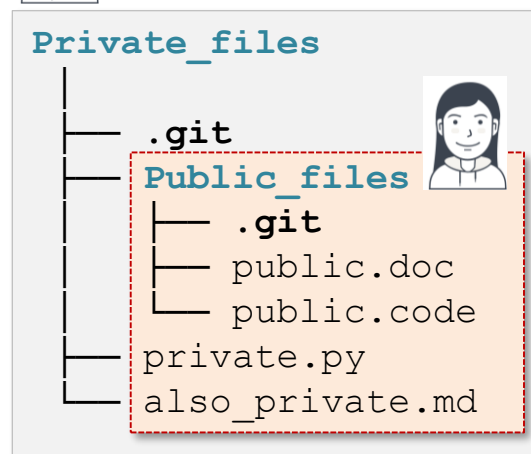 Private_files
.git
Public_files
.git
public.doc
public.code
private.py
also_private.md